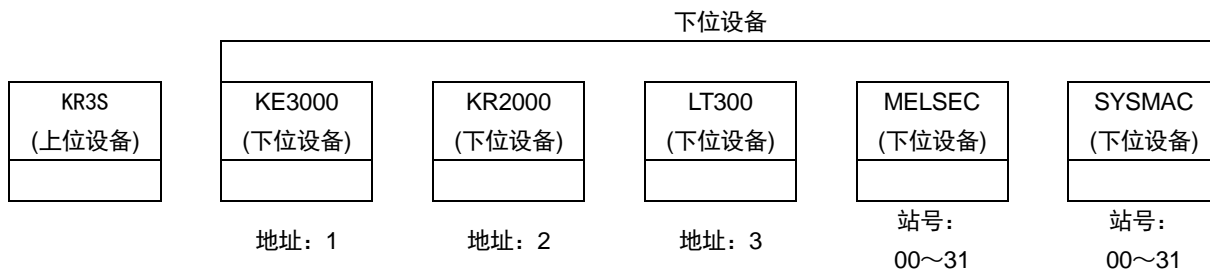 下位设备
KR3S
(上位设备)
KE3000
(下位设备)
KR2000
(下位设备)
LT300
(下位设备)
MELSEC
(下位设备)
SYSMAC
(下位设备)
地址：1
地址：2
地址：3
站号：
00～31
站号：
00～31